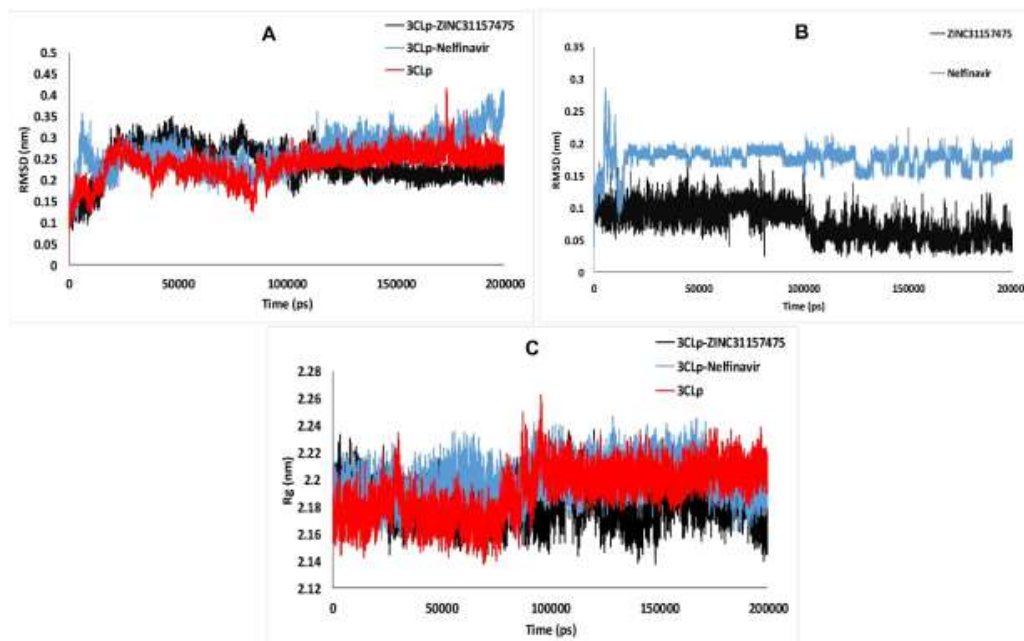 A
3CLp-ZINC31157475
3CLp-Nelfinavir
3CLp
RMSD (nm)
0.5
0.45
0.4
0.35
0.3
0.25
0.2
0.15
0.1
0.05
0
0 50000 100000 150000 200000
Time (ps)
B
ZINC31157475
Nelfinavir
RMSD (nm)
0.35
0.3
0.25
0.2
0.15
0.1
0.05
0
0 50000 100000 150000 20000
Time (ps)
C
3CLp-ZINC31157475
3CLp-Nelfinavir
3CLp
Rg (nm)
2.28
2.26
2.24
2.22
2.2
2.18
2.16
2.14
2.12
0 50000 100000 150000 200000
Time (ps)